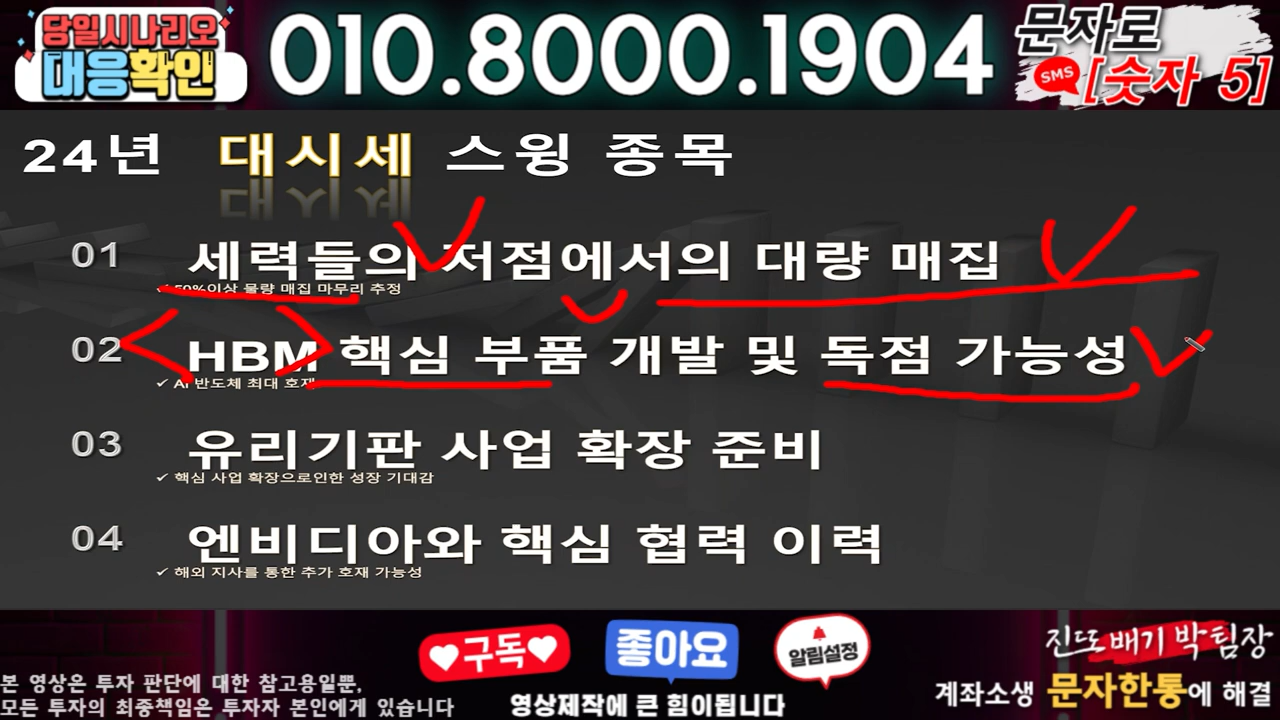 당일시나리오
대응확인
010.8000.1904
문자로
SMS [숫자 5]
24년 대시세 스윙 종목
01 세력들의 저점에서의 대량 매집
✓ 50%이상 물량 매집 마무리 추정
02 HBM 핵심 부품 개발 및 독점 가능성
✓ AI 반도체 최대 호재
03 유리기판 사업 확장 준비
✓ 핵심 사업 확장으로인한 성장 기대감
04 엔비디아와 핵심 협력 이력
✓ 해외 지사를 통한 추가 호재 가능성
구독
좋아요
알림설정
진또배기 박팀장
본 영상은 투자 판단에 대한 참고용일뿐,
모든 투자의 최종책임은 투자자 본인에게 있습니다
영상제작에 큰 힘이됩니다
계좌소생 문자한통에 해결